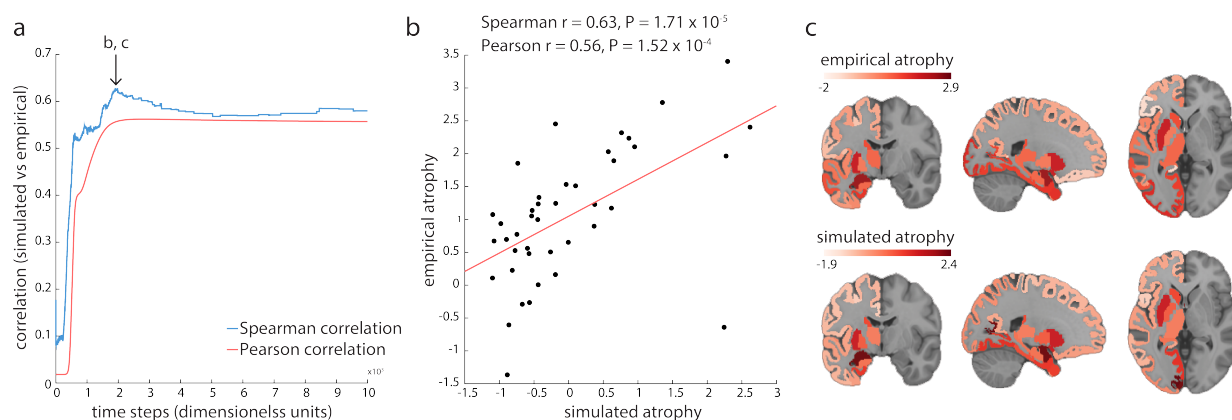 a
b, c
0.7
0.6
0.5
0.4
0.3
0.2
0.1
0
correlation (simulated vs empirical)
Spearman correlation
Pearson correlation
0 1 2 3 4 5 6 7 8 9 10
x10³
time steps (dimensionelss units)
b
Spearman r = 0.63, P = 1.71 x 10⁻⁵
Pearson r = 0.56, P = 1.52 x 10⁻⁴
3.5
3
2.5
2
1.5
1
0.5
0
-0.5
-1
-1.5
empirical atrophy
-1.5 -1 -0.5 0 0.5 1 1.5 2 2.5 3
simulated atrophy
c
empirical atrophy
-2 2.9
simulated atrophy
-1.9 2.4